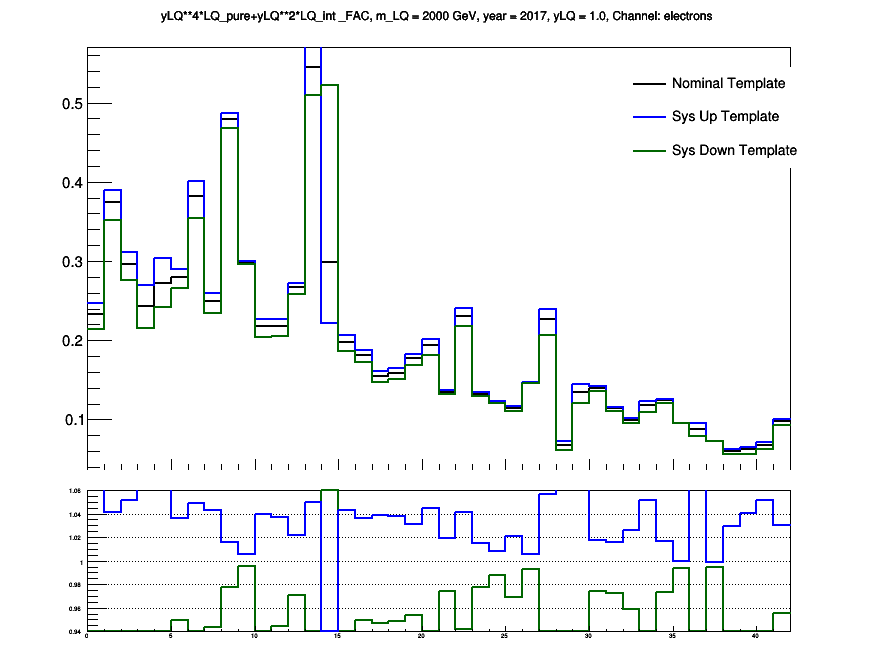 yLQ**4*LQ_pure+yLQ**2*LQ_int _FAC, m_LQ = 2000 GeV, year = 2017, yLQ = 1.0, Channel: electrons
Nominal Template
Sys Up Template
Sys Down Template
0.5
0.4
0.3
0.2
0.1
1.06
1.04
1.02
1
0.98
0.96
0.94
0 5 10 15 20 25 30 35 40